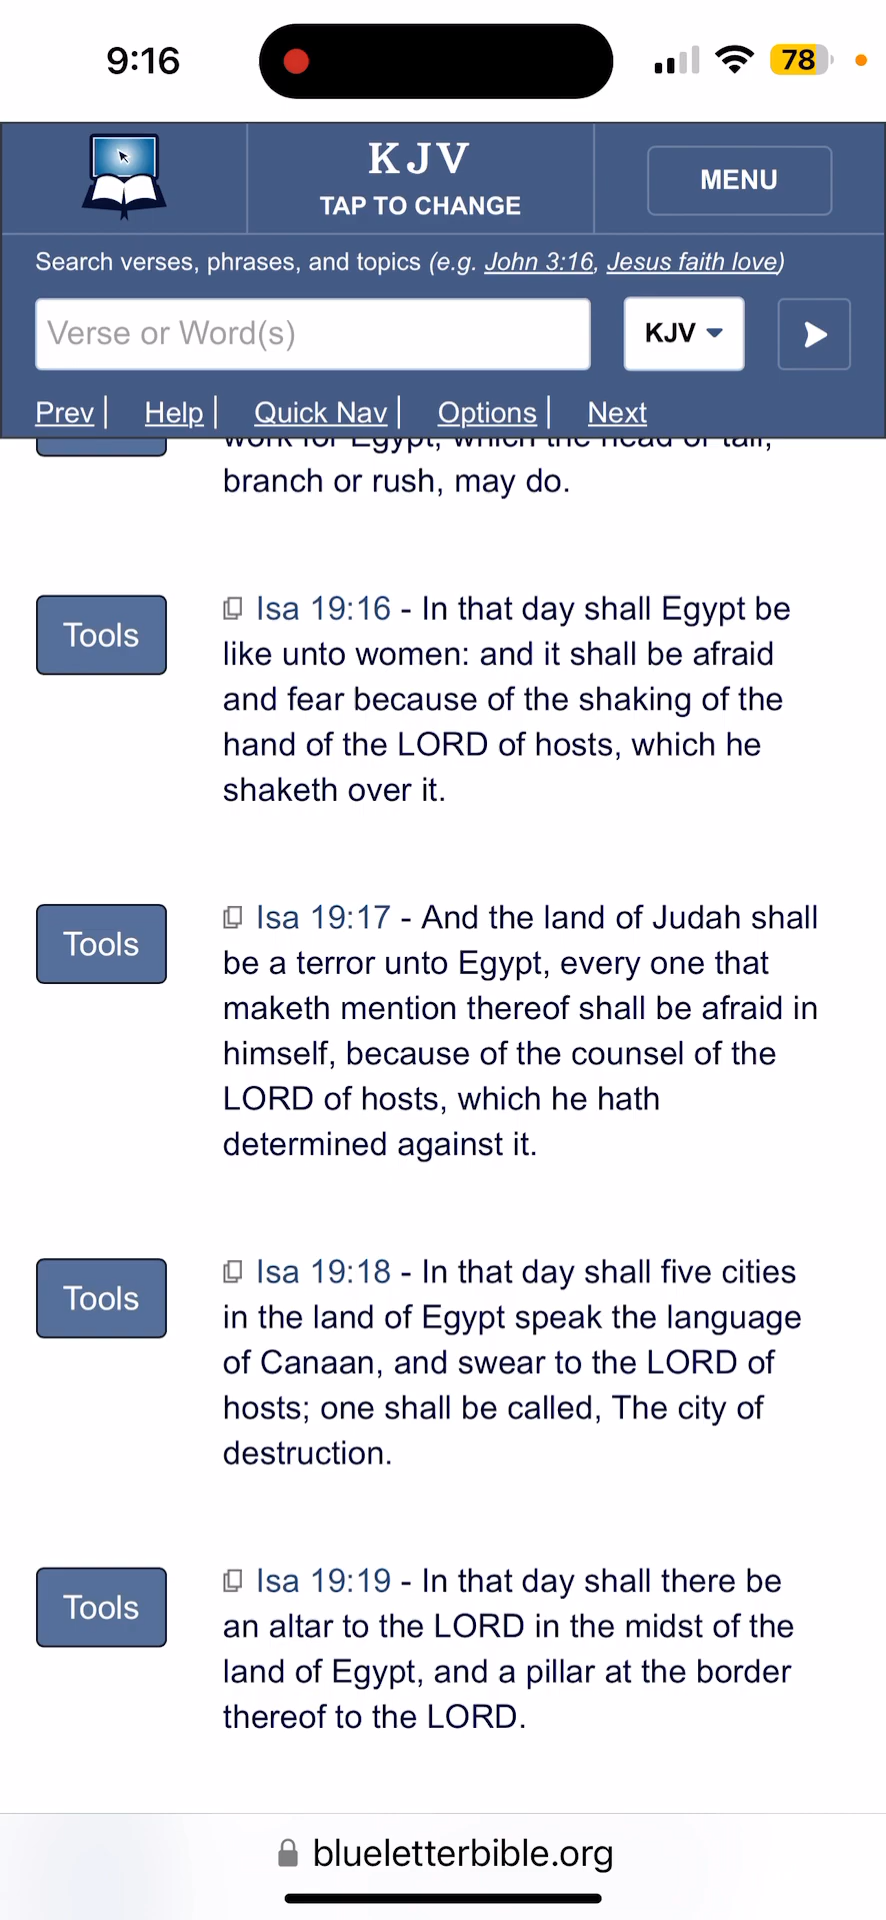 9:16
78
KJV
TAP TO CHANGE
MENU
Search verses, phrases, and topics (e.g. John 3:16, Jesus faith love)
Verse or Word(s)
KJV
Prev | Help | Quick Nav | Options | Next
work for Egypt, which the head or tail,
branch or rush, may do.
Tools
Isa 19:16 - In that day shall Egypt be
like unto women: and it shall be afraid
and fear because of the shaking of the
hand of the LORD of hosts, which he
shaketh over it.
Tools
Isa 19:17 - And the land of Judah shall
be a terror unto Egypt, every one that
maketh mention thereof shall be afraid in
himself, because of the counsel of the
LORD of hosts, which he hath
determined against it.
Tools
Isa 19:18 - In that day shall five cities
in the land of Egypt speak the language
of Canaan, and swear to the LORD of
hosts; one shall be called, The city of
destruction.
Tools
Isa 19:19 - In that day shall there be
an altar to the LORD in the midst of the
land of Egypt, and a pillar at the border
thereof to the LORD.
blueletterbible.org